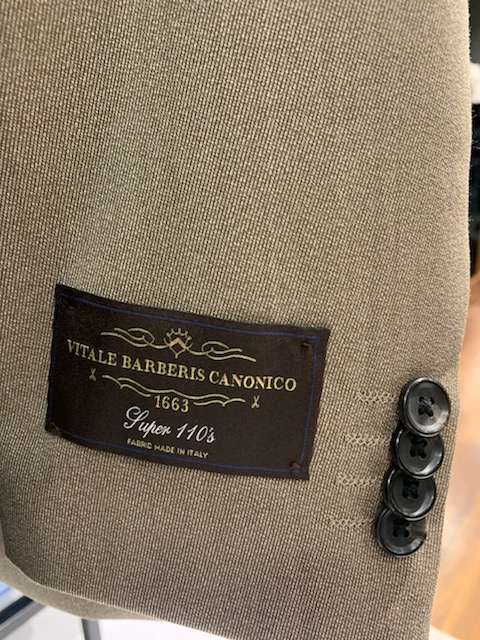 VITALE BARBERIS CANONICO
1663
Super 110's
FABRIC MADE IN ITALY